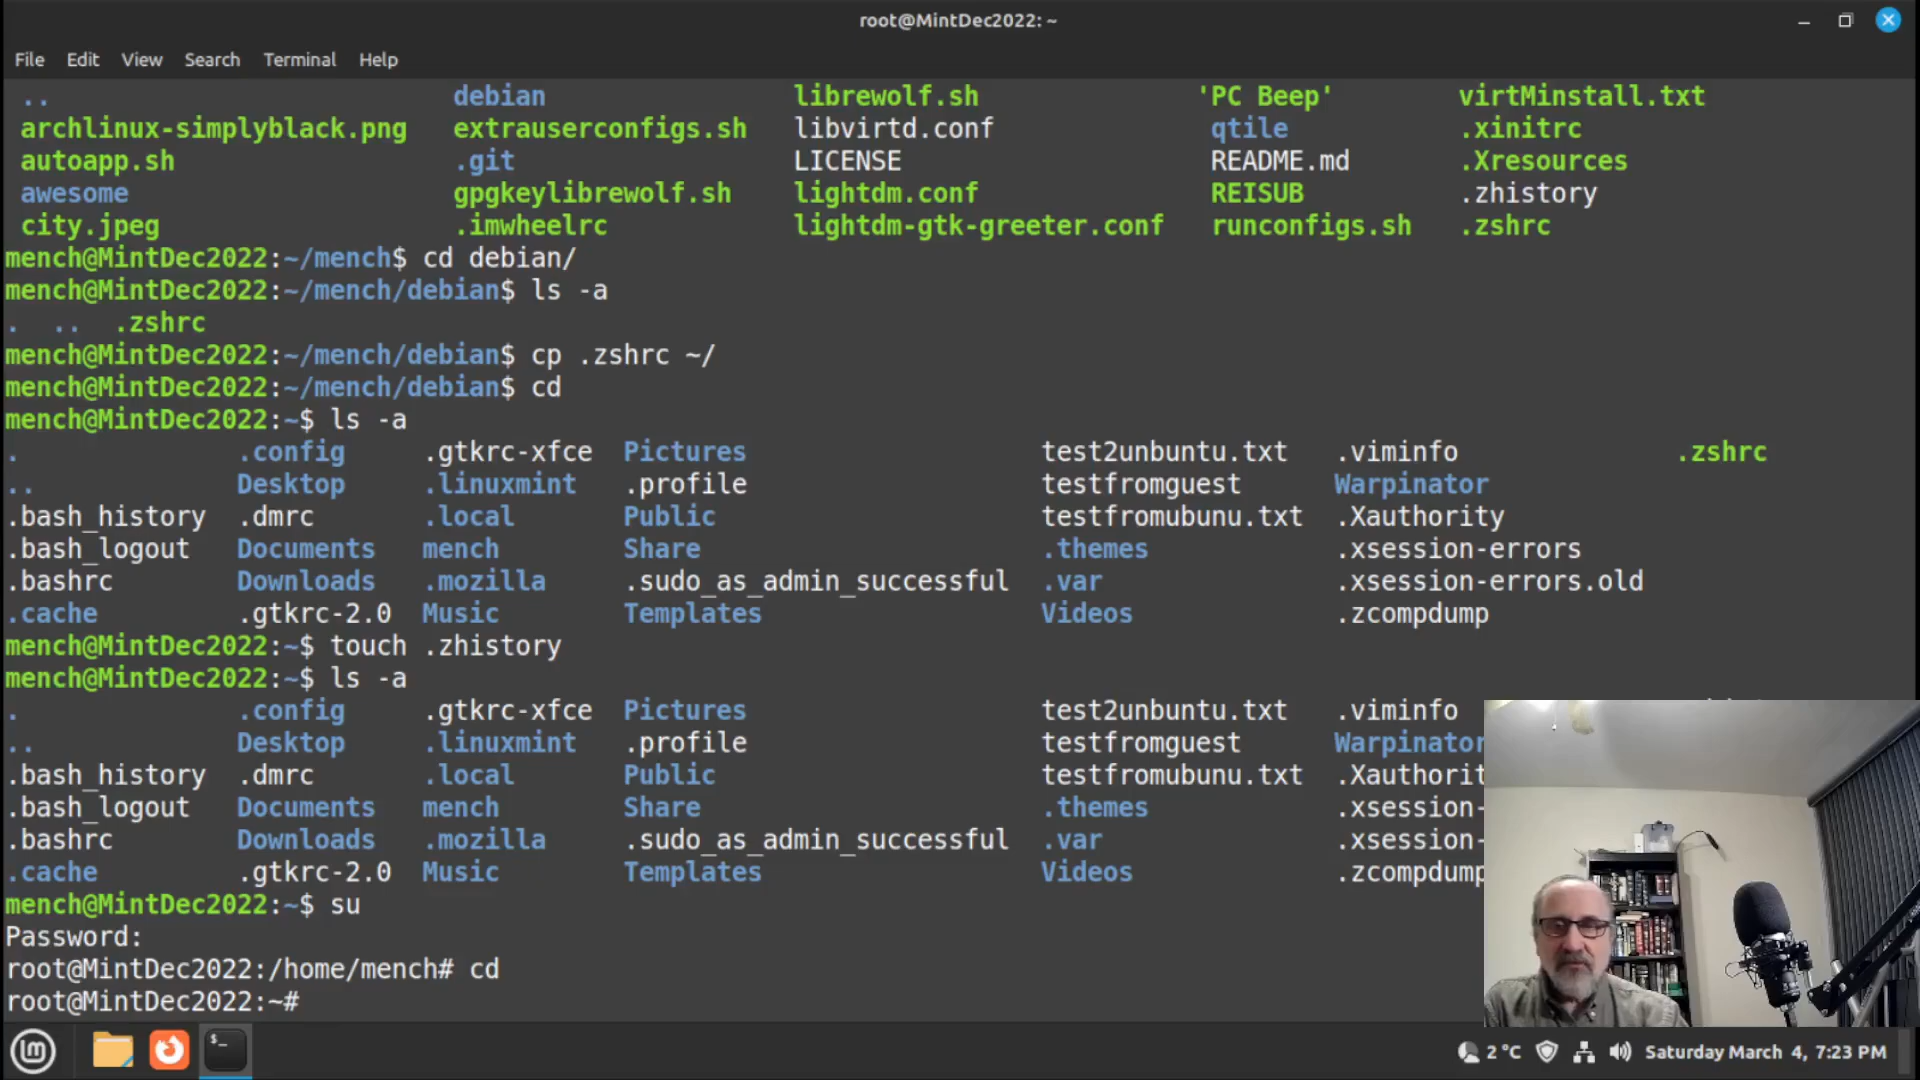 root@MintDec2022: ~
File Edit View Search Terminal Help
.. debian librewolf.sh 'PC Beep' virtMinstall.txt
archlinux-simplyblack.png extrauserconfigs.sh libvirtd.conf qtile .xinitrc
autoapp.sh .git LICENSE README.md .Xresources
awesome gpgkeylibrewolf.sh lightdm.conf REISUB .zhistory
city.jpeg .imwheelrc lightdm-gtk-greeter.conf runconfigs.sh .zshrc
mench@MintDec2022:~/mench$ cd debian/
mench@MintDec2022:~/mench/debian$ ls -a
. .. .zshrc
mench@MintDec2022:~/mench/debian$ cp .zshrc ~/
mench@MintDec2022:~/mench/debian$ cd
mench@MintDec2022:~$ ls -a
. .config .gtkrc-xfce Pictures test2unbuntu.txt .viminfo .zshrc
.. Desktop .linuxmint .profile testfromguest Warpinator
.bash_history .dmrc .local Public testfromubunu.txt .Xauthority
.bash_logout Documents mench Share .themes .xsession-errors
.bashrc Downloads .mozilla .sudo_as_admin_successful .var .xsession-errors.old
.cache .gtkrc-2.0 Music Templates Videos .zcompdump
mench@MintDec2022:~$ touch .zhistory
mench@MintDec2022:~$ ls -a
. .config .gtkrc-xfce Pictures test2unbuntu.txt .viminfo
.. Desktop .linuxmint .profile testfromguest Warpinator
.bash_history .dmrc .local Public testfromubunu.txt .Xauthorit
.bash_logout Documents mench Share .themes .xsession-
.bashrc Downloads .mozilla .sudo_as_admin_successful .var .xsession-
.cache .gtkrc-2.0 Music Templates Videos .zcompdump
mench@MintDec2022:~$ su
Password:
root@MintDec2022:/home/mench# cd
root@MintDec2022:~#
2 °C Saturday March 4, 7:23 PM